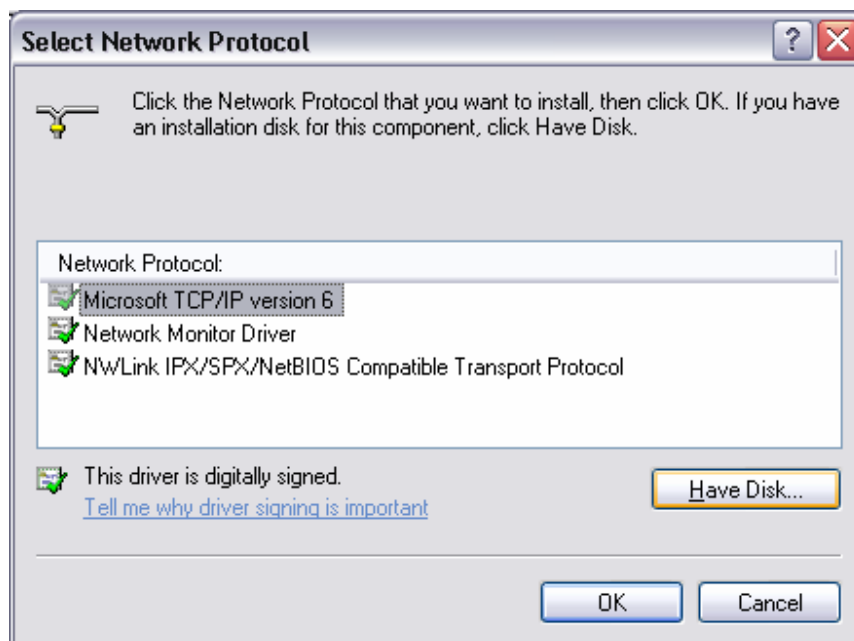 Select Network Protocol
?
Click the Network Protocol that you want to install, then click OK. If you have
an installation disk for this component, click Have Disk.
Network Protocol:
Microsoft TCP/IP version 6
Network Monitor Driver
NWLink IPX/SPX/NetBIOS Compatible Transport Protocol
This driver is digitally signed.
Have Disk...
Tell me why driver signing is important
OK Cancel